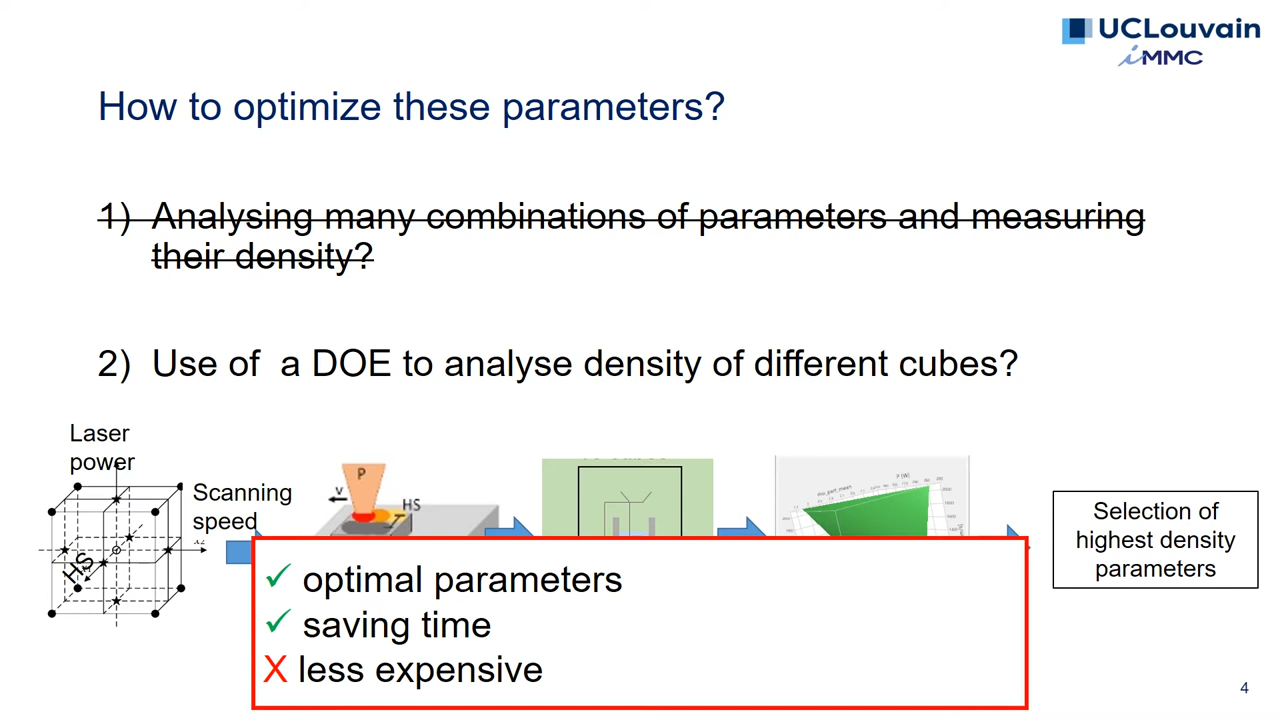 UCLouvain
iMMC
How to optimize these parameters?
1) Analysing many combinations of parameters and measuring
their density?
2) Use of a DOE to analyse density of different cubes?
Laser
power
Scanning
speed
HS
P
v
HS
P (W)
Selection of
highest density
parameters
✓ optimal parameters
✓ saving time
X less expensive
4